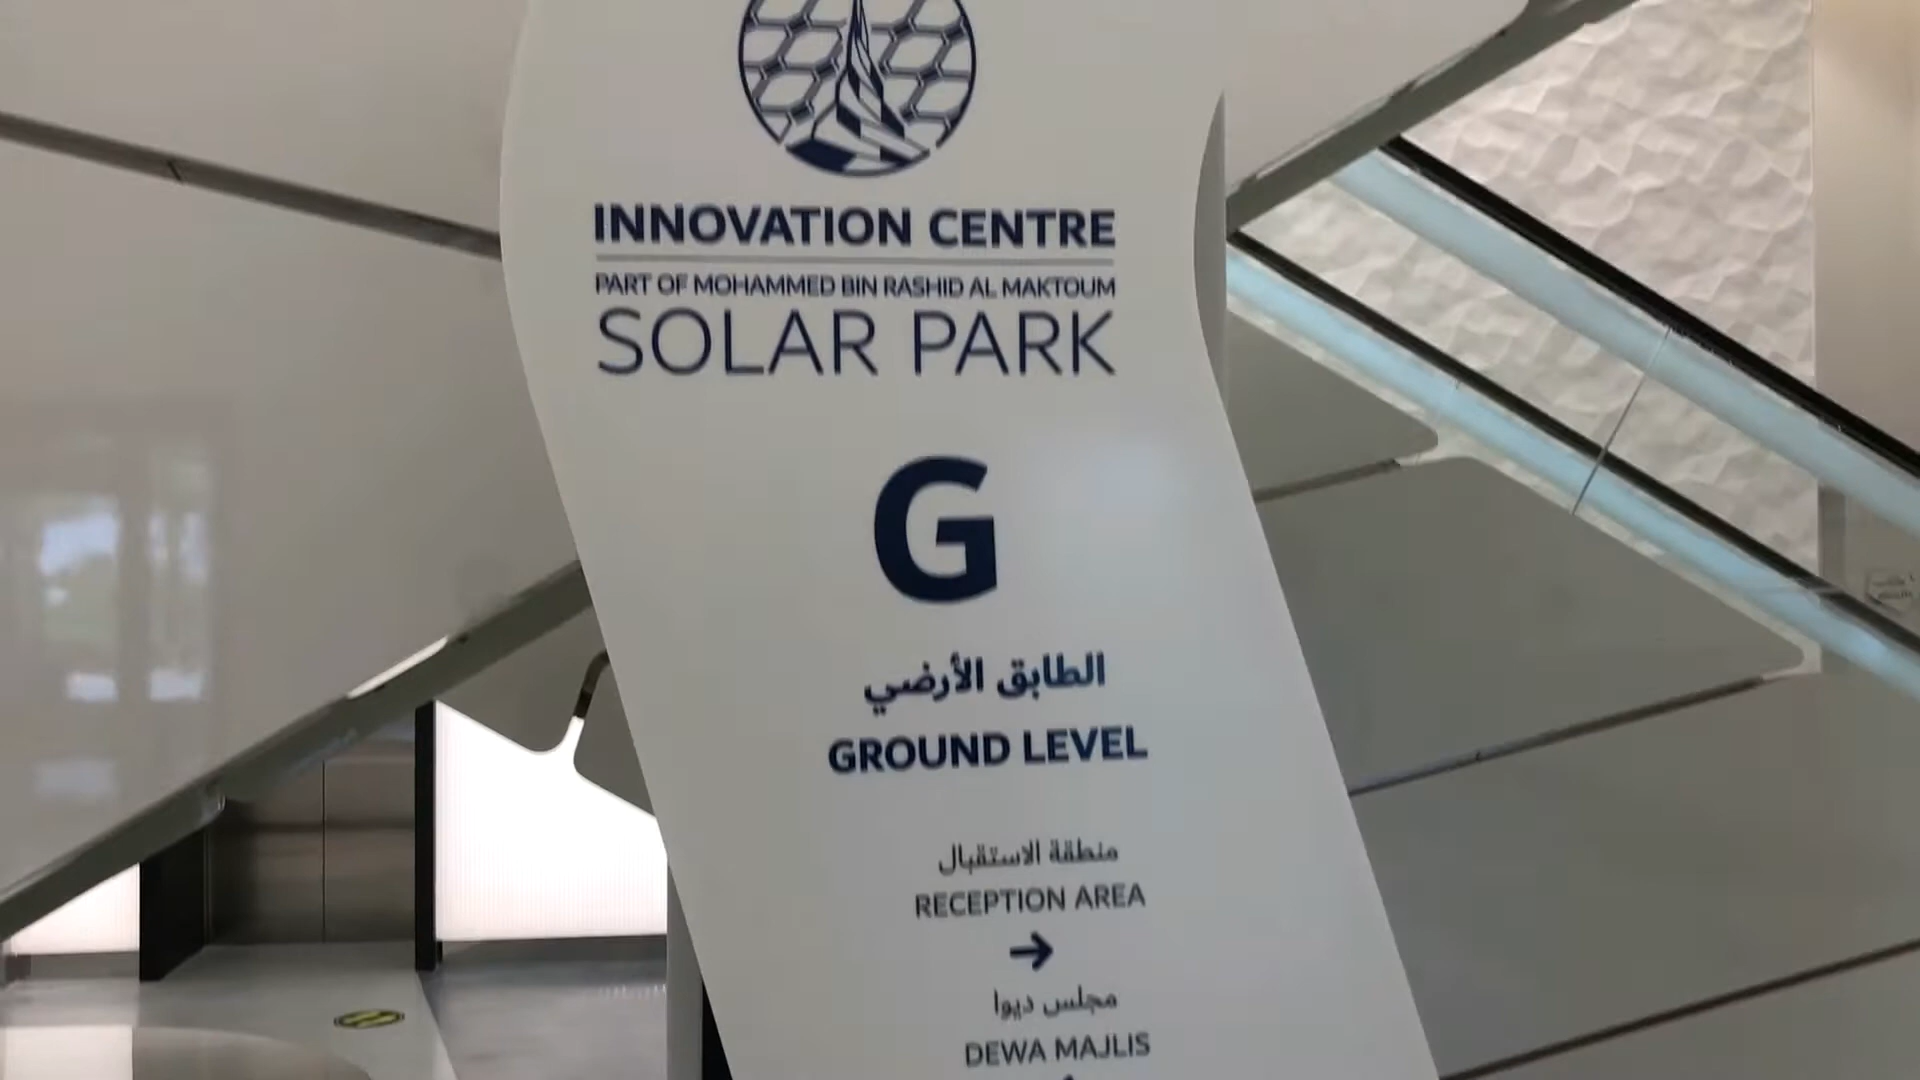 INNOVATION CENTRE
PART OF MOHAMMED BIN RASHID AL MAKTOUM
SOLAR PARK
G
الطابق الأرضي
GROUND LEVEL
منطقة الاستقبال
RECEPTION AREA
→
مجلس ديوا
DEWA MAJLIS